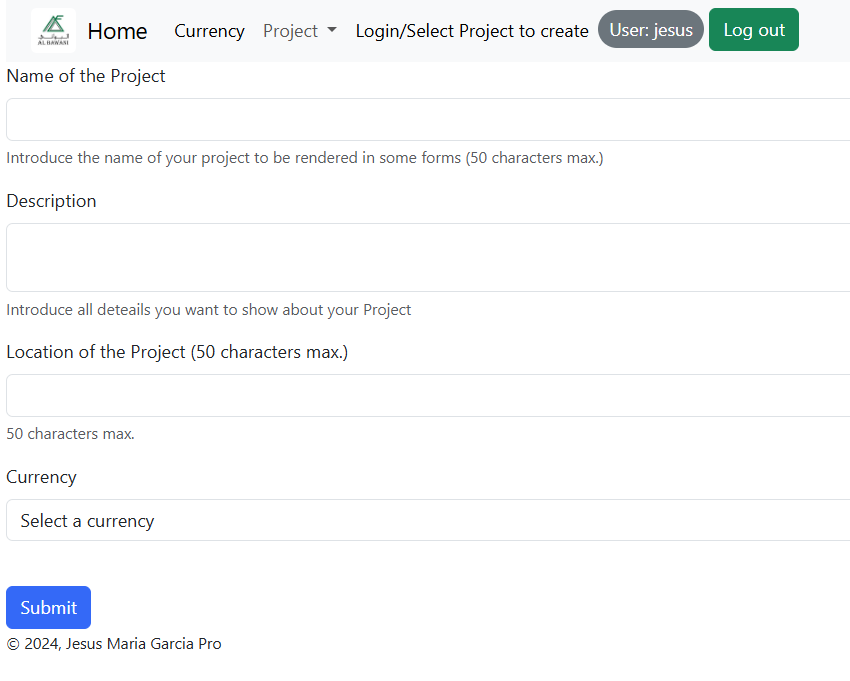 AL BAWANI
Home Currency Project Login/Select Project to create User: jesus Log out
Name of the Project
Introduce the name of your project to be rendered in some forms (50 characters max.)
Description
Introduce all deteails you want to show about your Project
Location of the Project (50 characters max.)
50 characters max.
Currency
Select a currency
Submit
© 2024, Jesus Maria Garcia Pro